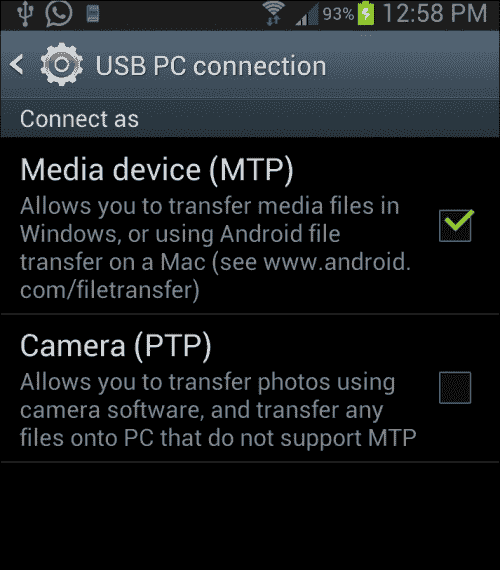 93% 12:58 PM
USB PC connection
Connect as
Media device (MTP)
Allows you to transfer media files in
Windows, or using Android file
transfer on a Mac (see www.android.
com/filetransfer)
Camera (PTP)
Allows you to transfer photos using
camera software, and transfer any
files onto PC that do not support MTP